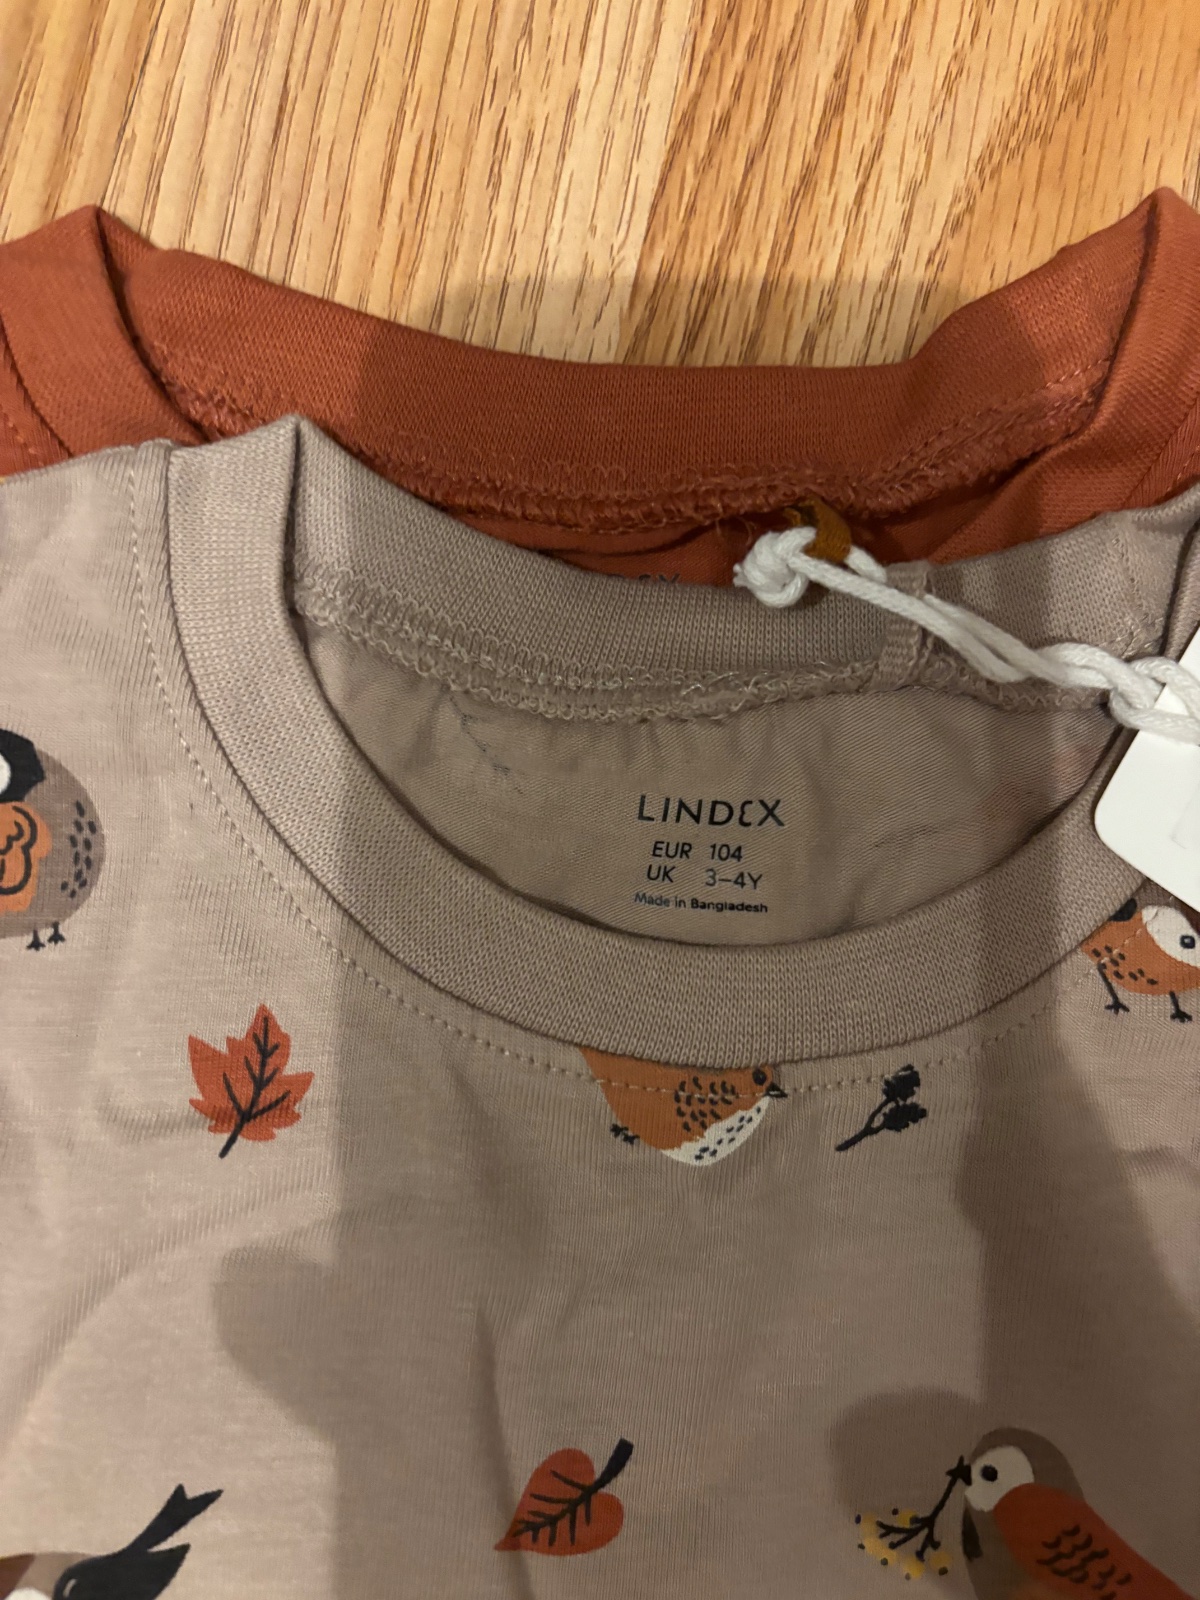 LINDEX
EUR 104
UK 3–4Y
Made in Bangladesh